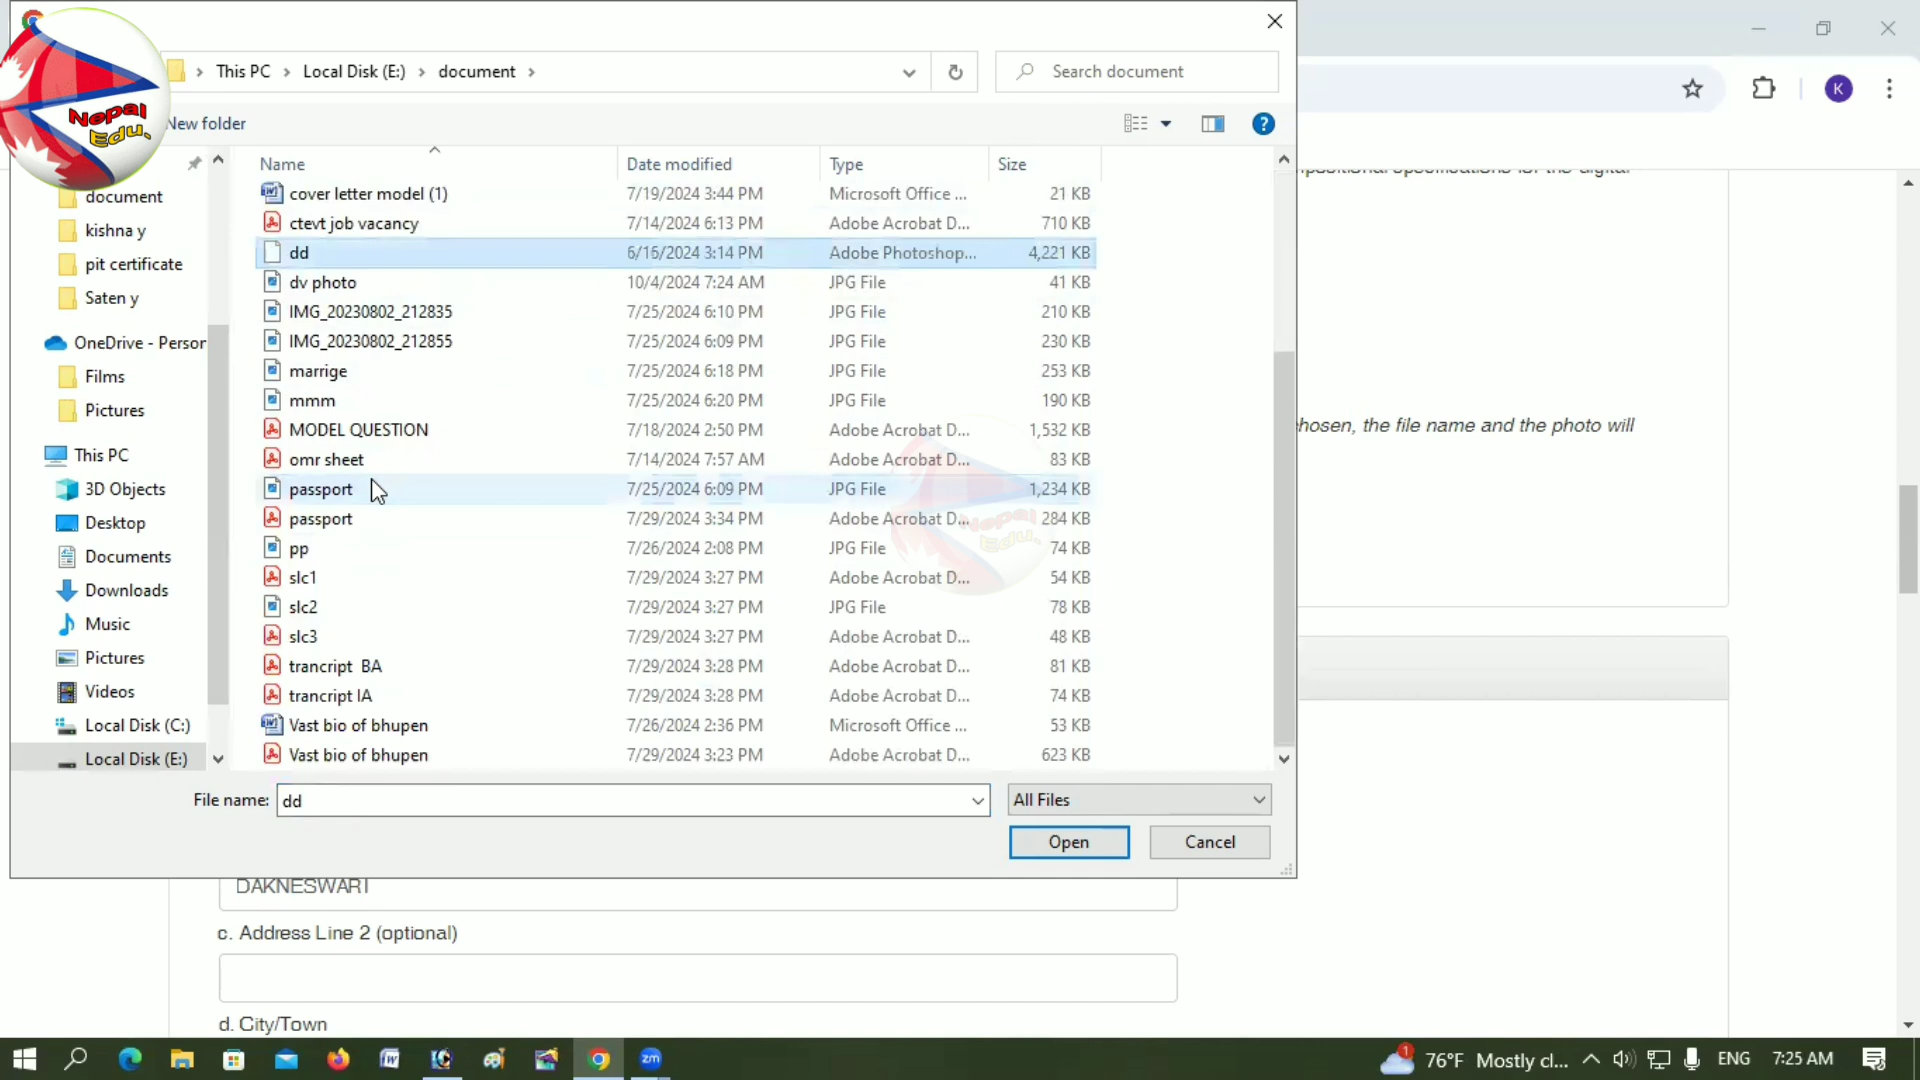 This PC > Local Disk (E:) > document >
Search document
K
Nepal
Edu.
New folder
Name Date modified Type Size
document
kishna y
pit certificate
Saten y
OneDrive - Person
Films
Pictures
This PC
3D Objects
Desktop
Documents
Downloads
Music
Pictures
Videos
Local Disk (C:)
Local Disk (E:)
cover letter model (1) 7/19/2024 3:44 PM Microsoft Office ... 21 KB
ctevt job vacancy 7/14/2024 6:13 PM Adobe Acrobat D... 710 KB
dd 6/16/2024 3:14 PM Adobe Photoshop... 4,221 KB
dv photo 10/4/2024 7:24 AM JPG File 41 KB
IMG_20230802_212835 7/25/2024 6:10 PM JPG File 210 KB
IMG_20230802_212855 7/25/2024 6:09 PM JPG File 230 KB
marrige 7/25/2024 6:18 PM JPG File 253 KB
mmm 7/25/2024 6:20 PM JPG File 190 KB
MODEL QUESTION 7/18/2024 2:50 PM Adobe Acrobat D... 1,532 KB
omr sheet 7/14/2024 7:57 AM Adobe Acrobat D... 83 KB
passport 7/25/2024 6:09 PM JPG File 1,234 KB
passport 7/29/2024 3:34 PM Adobe Acrobat D... 284 KB
pp 7/26/2024 2:08 PM JPG File 74 KB
slc1 7/29/2024 3:27 PM Adobe Acrobat D... 54 KB
slc2 7/29/2024 3:27 PM JPG File 78 KB
slc3 7/29/2024 3:27 PM Adobe Acrobat D... 48 KB
trancript BA 7/29/2024 3:28 PM Adobe Acrobat D... 81 KB
trancript IA 7/29/2024 3:28 PM Adobe Acrobat D... 74 KB
Vast bio of bhupen 7/26/2024 2:36 PM Microsoft Office ... 53 KB
Vast bio of bhupen 7/29/2024 3:23 PM Adobe Acrobat D... 623 KB
Nepal
Edu.
File name: dd All Files
Open Cancel
specifications for the digital
hosen, the file name and the photo will
DAKNESWARI
c. Address Line 2 (optional)
d. City/Town
1 76°F Mostly cl... ENG 7:25 AM
zm